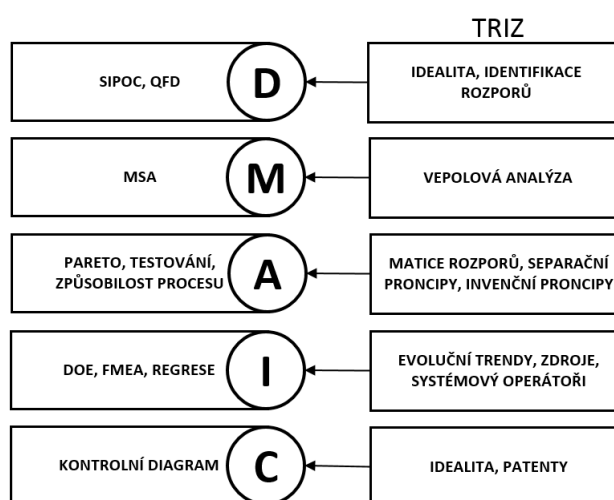 TRIZ
SIPOC, QFD
D
IDEALITA, IDENTIFIKACE
ROZPORŮ
MSA
M
VEPOLOVÁ ANALÝZA
PARETO, TESTOVÁNÍ,
ZPŮSOBILOST PROCESU
A
MATICE ROZPORŮ, SEPARAČNÍ
PRONCIPY, INVENČNÍ PRONCIPY
DOE, FMEA, REGRESE
I
EVOLUČNÍ TRENDY, ZDROJE,
SYSTÉMOVÝ OPERÁTOŘI
KONTROLNÍ DIAGRAM
C
IDEALITA, PATENTY